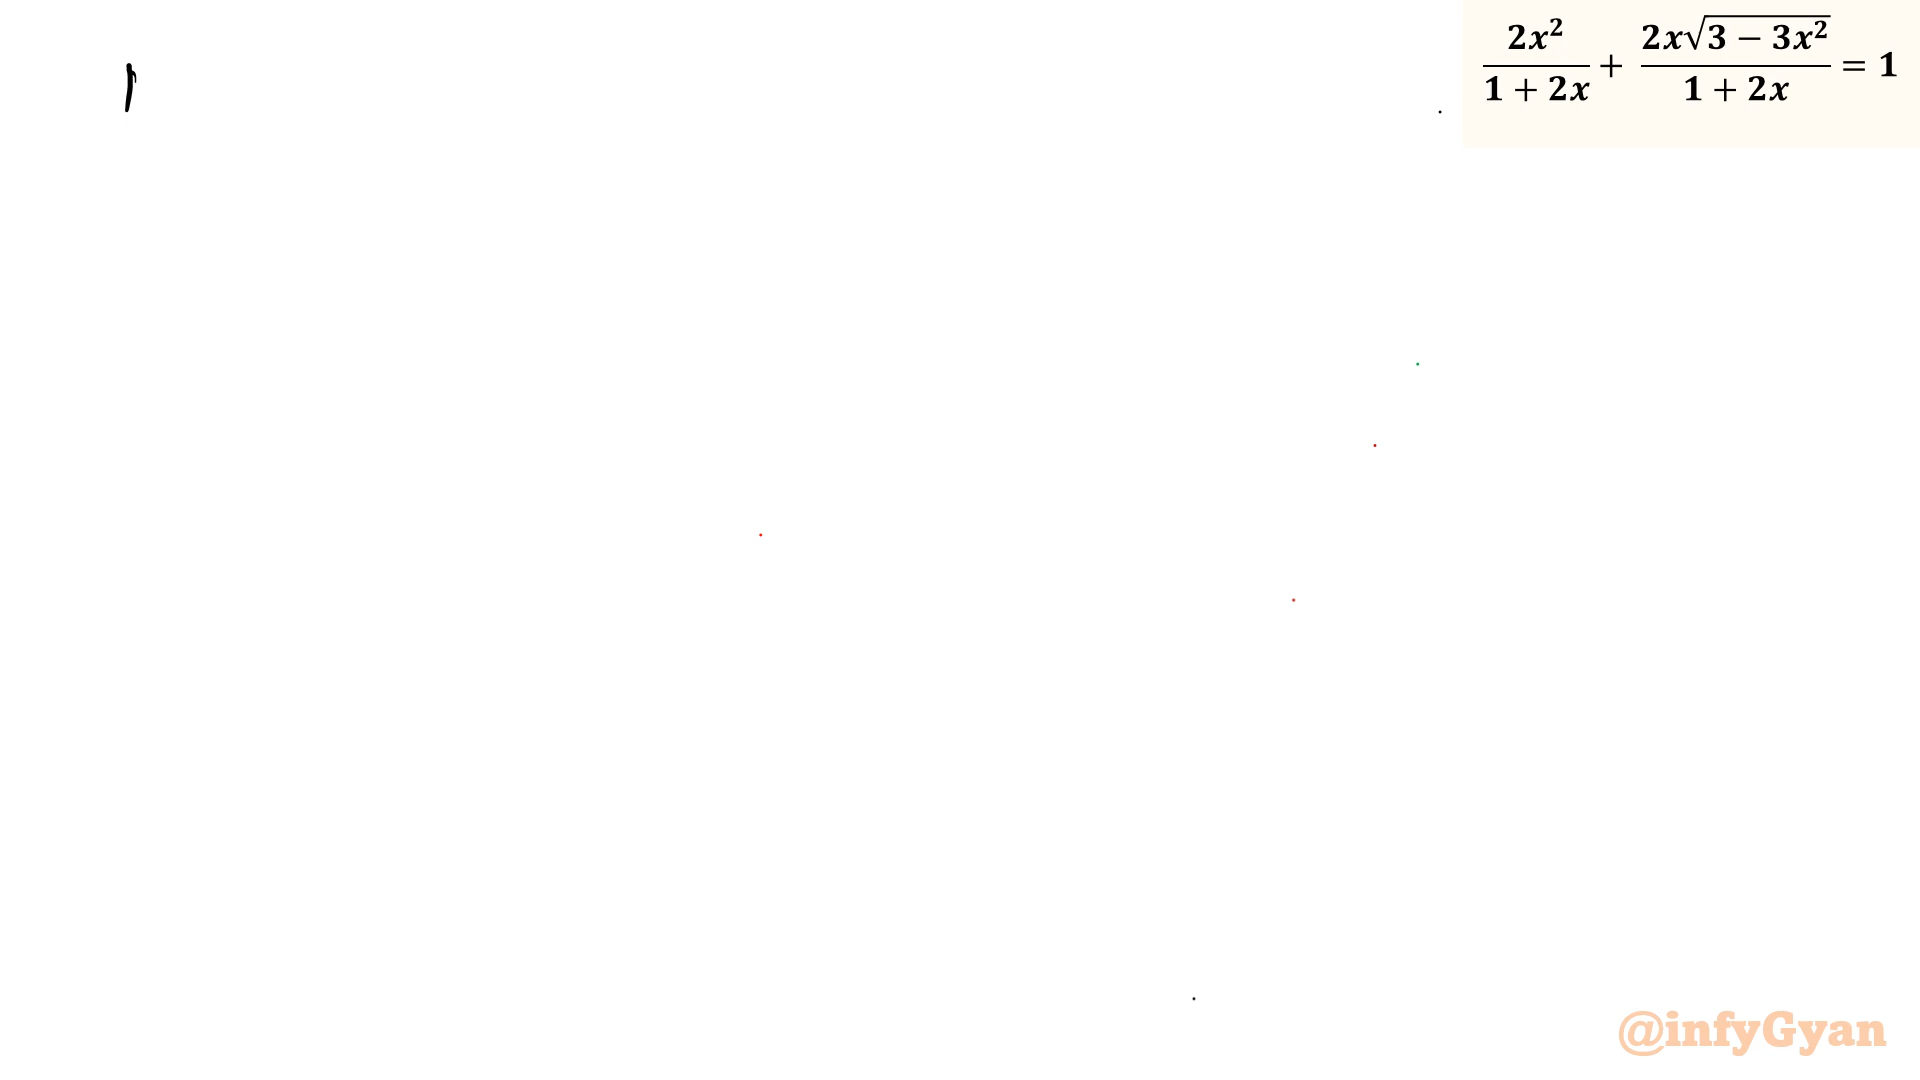 2x²/(1 + 2x) + 2x√(3 − 3x²)/(1 + 2x) = 1
@infyGyan